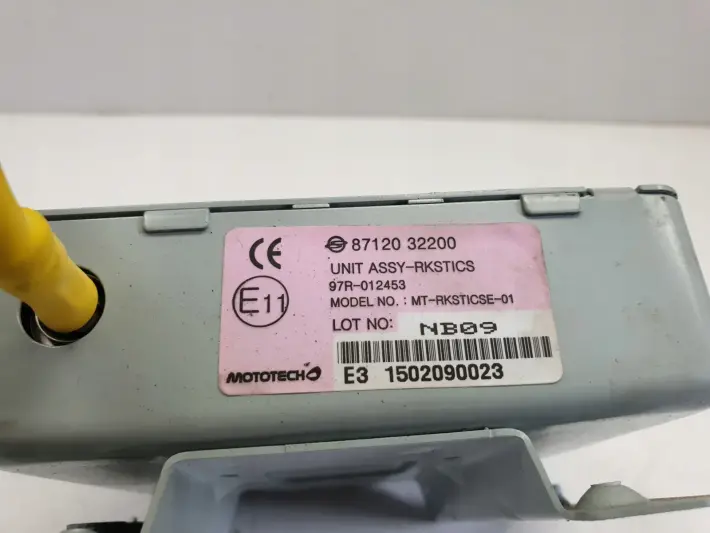 CE
87120 32200
UNIT ASSY-RKSTICS
97R-012453
E11
MODEL NO. : MT-RKSTICSE-01
LOT NO: NB09
MOTOTECH
E3 1502090023